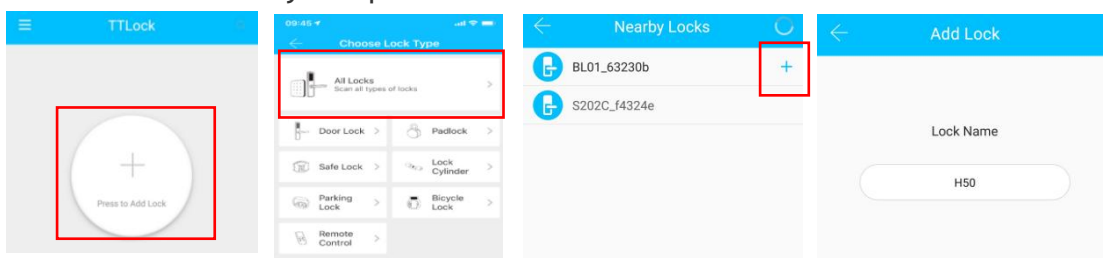 TTLock
Press to Add Lock
09:45
Choose Lock Type
All Locks
Scan all types of locks
Door Lock
Padlock
Safe Lock
Lock
Cylinder
Parking
Lock
Bicycle
Lock
Remote
Control
Nearby Locks
BL01_63230b
S202C_f4324e
Add Lock
Lock Name
H50